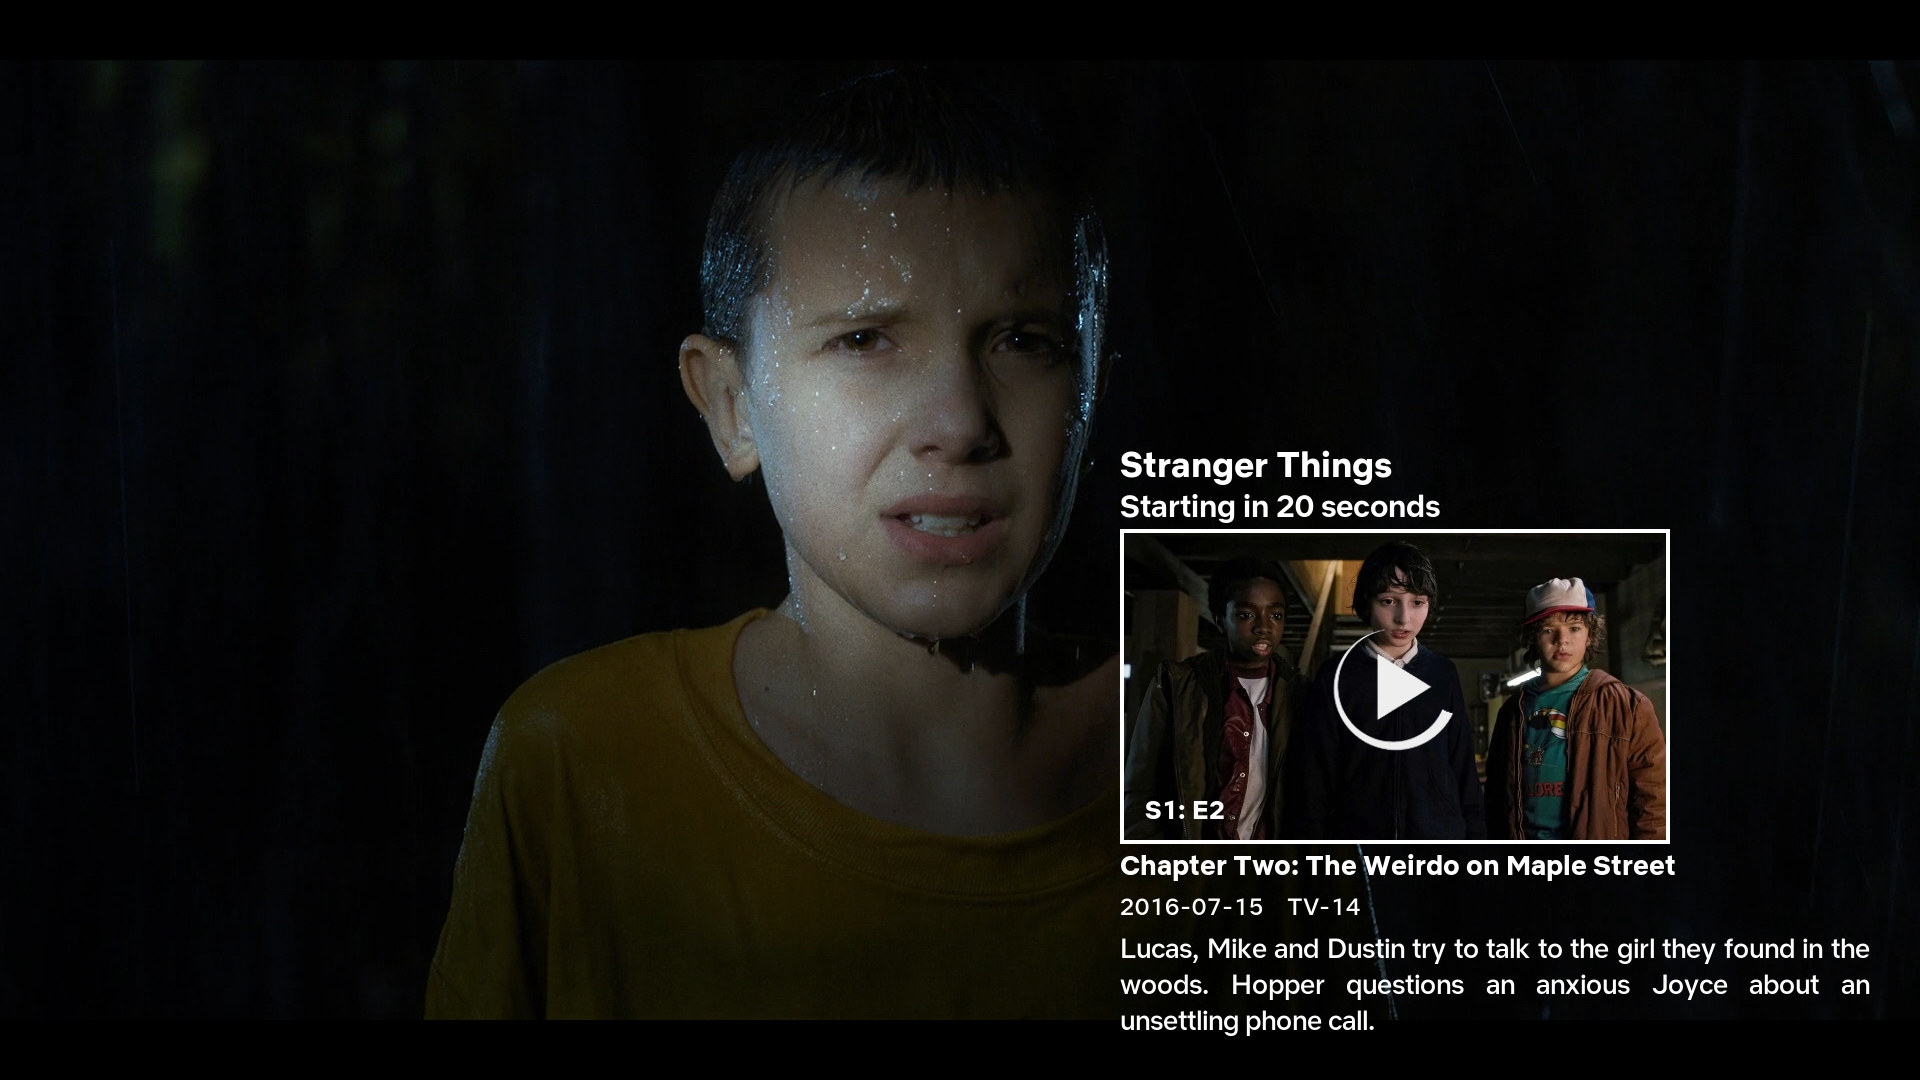 Stranger Things
Starting in 20 seconds
S1: E2
Chapter Two: The Weirdo on Maple Street
2016-07-15 TV-14
Lucas, Mike and Dustin try to talk to the girl they found in the
woods. Hopper questions an anxious Joyce about an
unsettling phone call.